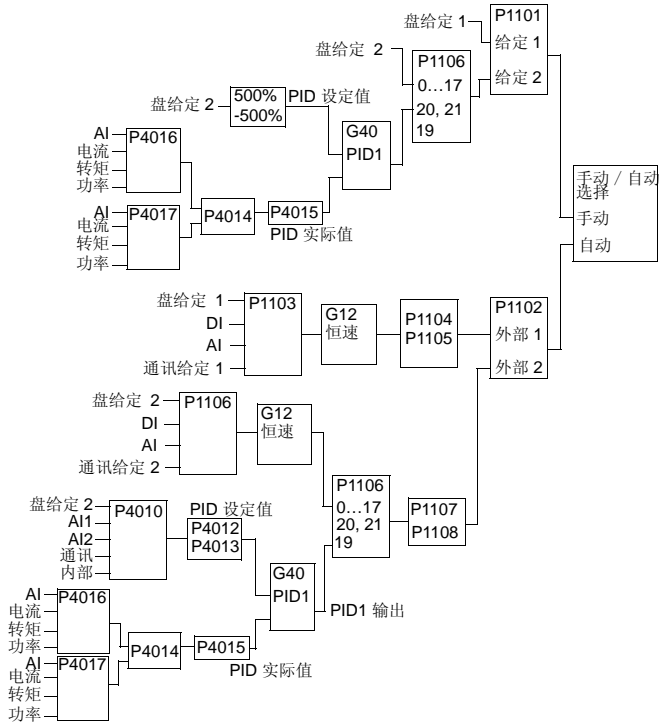 盘给定 1
P1101
给定 1
给定 2
盘给定 2
P1106
0…17
20, 21
19
盘给定 2
500%
-500%
PID 设定值
G40
PID1
AI
电流
转矩
功率
P4016
AI
电流
转矩
功率
P4017
P4014
P4015
PID 实际值
手动 / 自动
选择
手动
自动
盘给定 1
DI
AI
通讯给定 1
P1103
G12
恒速
P1104
P1105
P1102
外部 1
外部 2
盘给定 2
DI
AI
通讯给定 2
P1106
G12
恒速
P1106
0…17
20, 21
19
P1107
P1108
盘给定 2
AI1
AI2
通讯
内部
P4010
PID 设定值
P4012
P4013
G40
PID1
PID1 输出
AI
电流
转矩
功率
P4016
AI
电流
转矩
功率
P4017
P4014
P4015
PID 实际值